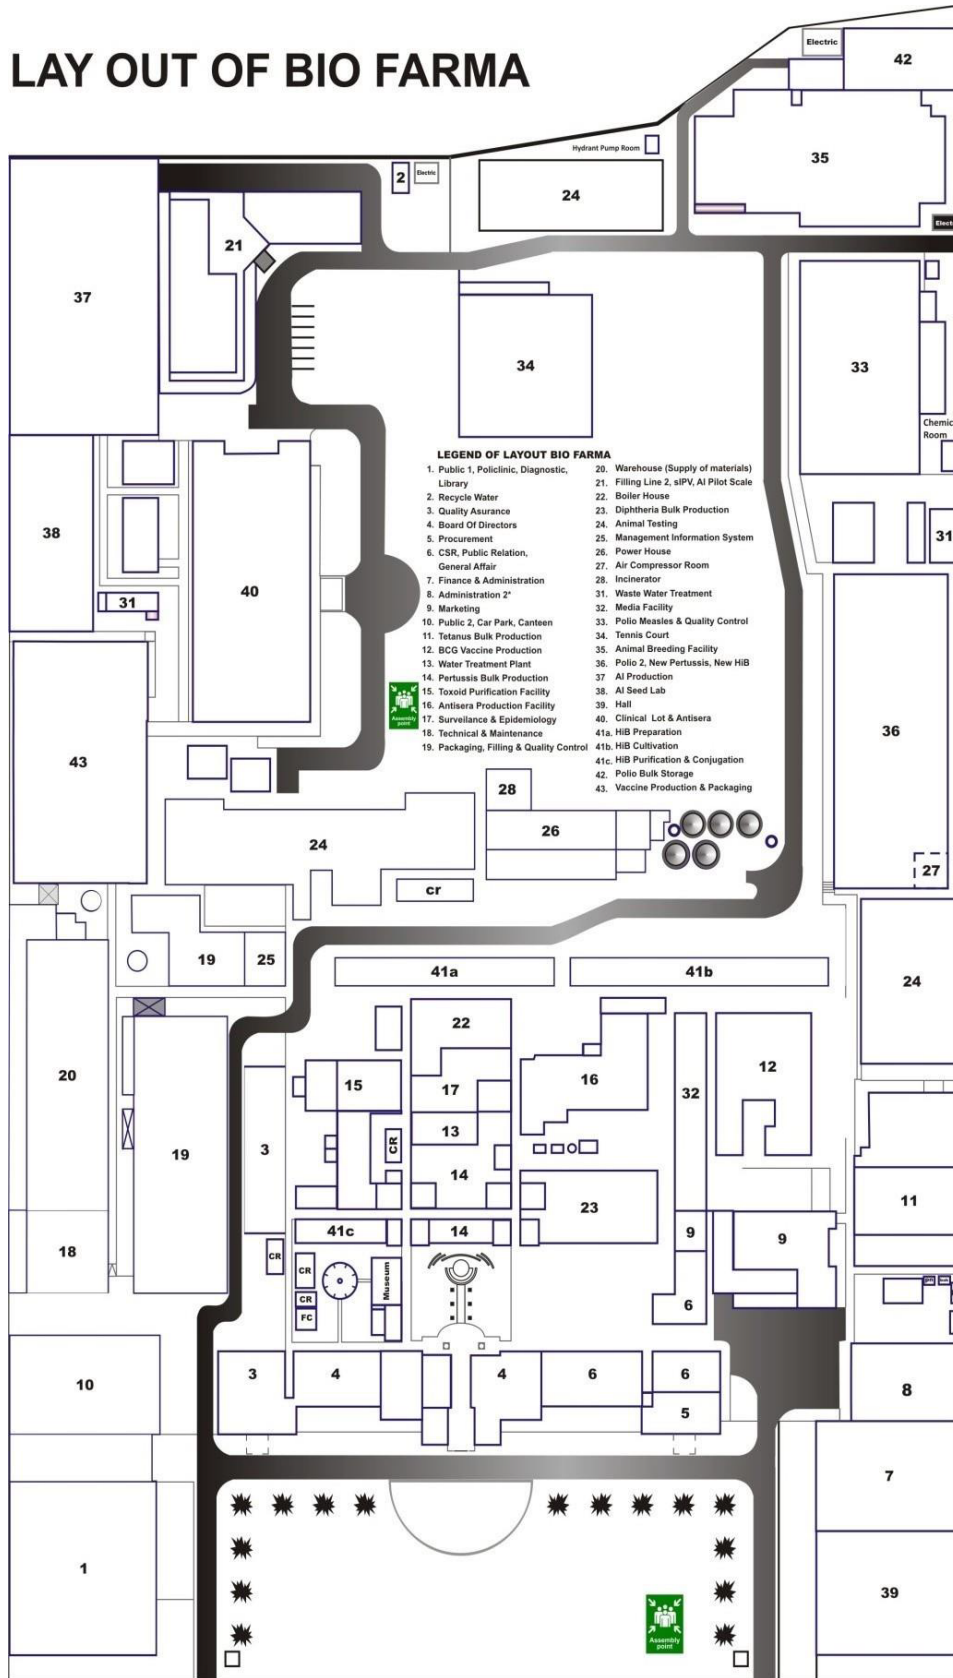 LAY OUT OF BIO FARMA
Electric
42
Hydrant Pump Room
35
2
Electric
24
21
Elect
37
34
33
Chemic
Room
LEGEND OF LAYOUT BIO FARMA
1. Public 1, Policlinic, Diagnostic,
Library
2. Recycle Water
3. Quality Asurance
4. Board Of Directors
5. Procurement
6. CSR, Public Relation,
General Affair
7. Finance & Administration
8. Administration 2*
9. Marketing
10. Public 2, Car Park, Canteen
11. Tetanus Bulk Production
12. BCG Vaccine Production
13. Water Treatment Plant
14. Pertussis Bulk Production
15. Toxoid Purification Facility
16. Antisera Production Facility
17. Surveilance & Epidemiology
18. Technical & Maintenance
19. Packaging, Filling & Quality Control
20. Warehouse (Supply of materials)
21. Filling Line 2, sIPV, AI Pilot Scale
22. Boiler House
23. Diphtheria Bulk Production
24. Animal Testing
25. Management Information System
26. Power House
27. Air Compressor Room
28. Incinerator
31. Waste Water Treatment
32. Media Facility
33. Polio Measles & Quality Control
34. Tennis Court
35. Animal Breeding Facility
36. Polio 2, New Pertussis, New HiB
37 AI Production
38. AI Seed Lab
39. Hall
40. Clinical Lot & Antisera
41a. HiB Preparation
41b. HiB Cultivation
41c. HiB Purification & Conjugation
42. Polio Bulk Storage
43. Vaccine Production & Packaging
38
31
40
31
Assembly
point
36
43
28
26
24
27
cr
19
25
41a
41b
24
22
20
15
17
16
32
12
13
CR
19
3
14
23
11
18
41c
14
9
9
CR
CR
CR
FC
Museum
6
10
3
4
4
6
6
8
5
7
1
39
Assembly
point